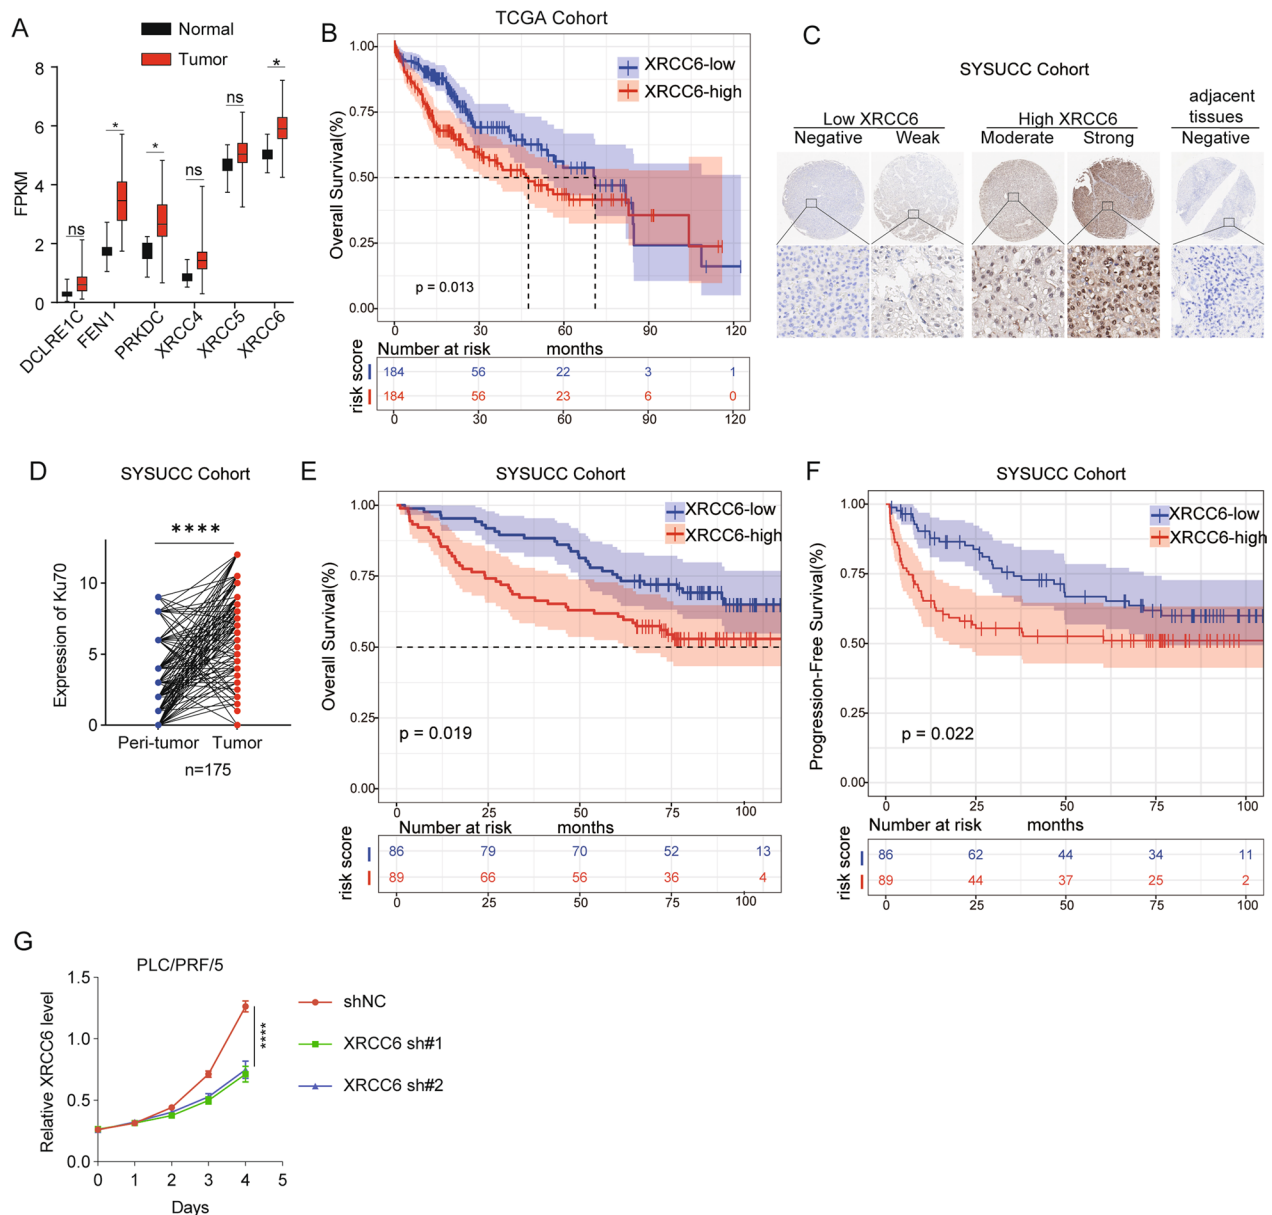 A
Normal
Tumor
FPKM
8
6
4
2
0
ns
*
*
ns
ns
*
DCLRE1C
FEN1
PRKDC
XRCC4
XRCC5
XRCC6
B
TCGA Cohort
Overall Survival(%)
1.00
0.75
0.50
0.25
0.00
XRCC6-low
XRCC6-high
p = 0.013
0 30 60 90 120
Number at risk months
risk score
184 56 22 3 1
184 56 23 6 0
0 30 60 90 120
C
SYSUCC Cohort
Low XRCC6
High XRCC6
adjacent
tissues
Negative Weak Moderate Strong Negative
D
SYSUCC Cohort
****
Expression of Ku70
10
5
0
Peri-tumor Tumor
n=175
E
SYSUCC Cohort
Overall Survival(%)
1.00
0.75
0.50
0.25
0.00
XRCC6-low
XRCC6-high
p = 0.019
0 25 50 75 100
Number at risk months
risk score
86 79 70 52 13
89 66 56 36 4
0 25 50 75 100
F
SYSUCC Cohort
Progression-Free Survival(%)
1.00
0.75
0.50
0.25
0.00
XRCC6-low
XRCC6-high
p = 0.022
0 25 50 75 100
Number at risk months
risk score
86 62 44 34 11
89 44 37 25 2
0 25 50 75 100
G
PLC/PRF/5
Relative XRCC6 level
1.5
1.0
0.5
0.0
0 1 2 3 4 5
Days
****
shNC
XRCC6 sh#1
XRCC6 sh#2